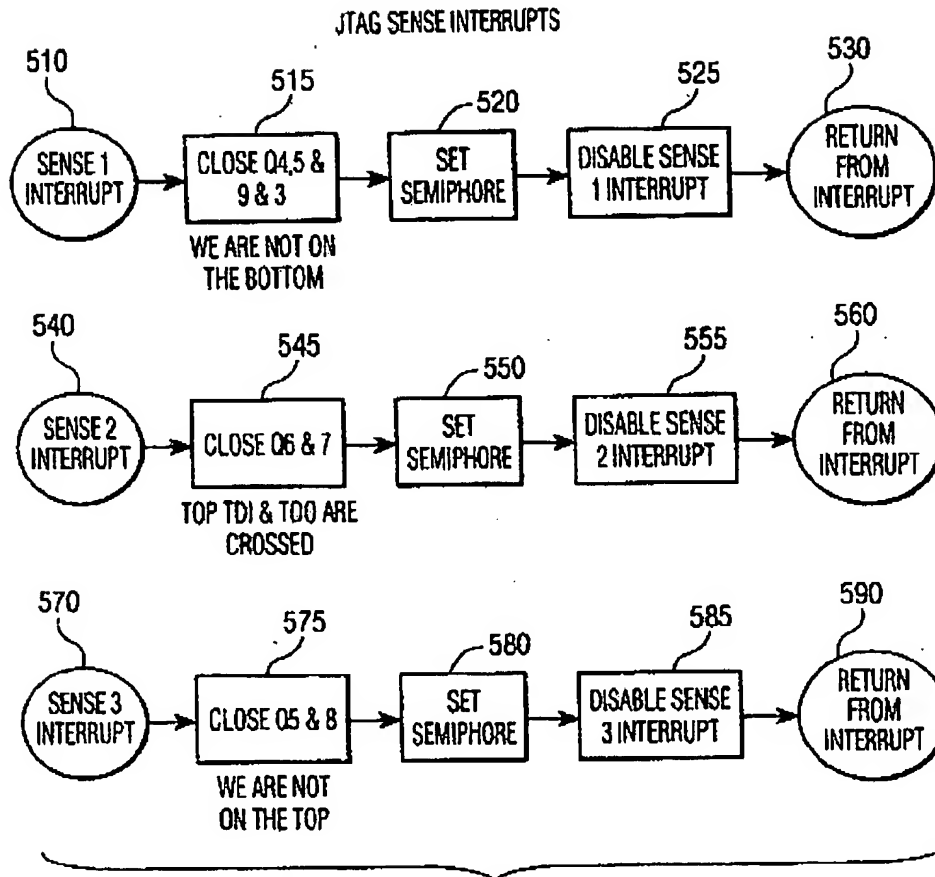 JTAG SENSE INTERRUPTS
510
515
520
525
530
SENSE 1
INTERRUPT
CLOSE Q4,5 &
9 & 3
SET
SEMIPHORE
DISABLE SENSE
1 INTERRUPT
RETURN
FROM
INTERRUPT
WE ARE NOT ON
THE BOTTOM
540
545
550
555
560
SENSE 2
INTERRUPT
CLOSE Q6 & 7
SET
SEMIPHORE
DISABLE SENSE
2 INTERRUPT
RETURN
FROM
INTERRUPT
TOP TDI & TDO ARE
CROSSED
570
575
580
585
590
SENSE 3
INTERRUPT
CLOSE Q5 & 8
SET
SEMIPHORE
DISABLE SENSE
3 INTERRUPT
RETURN
FROM
INTERRUPT
WE ARE NOT
ON THE TOP